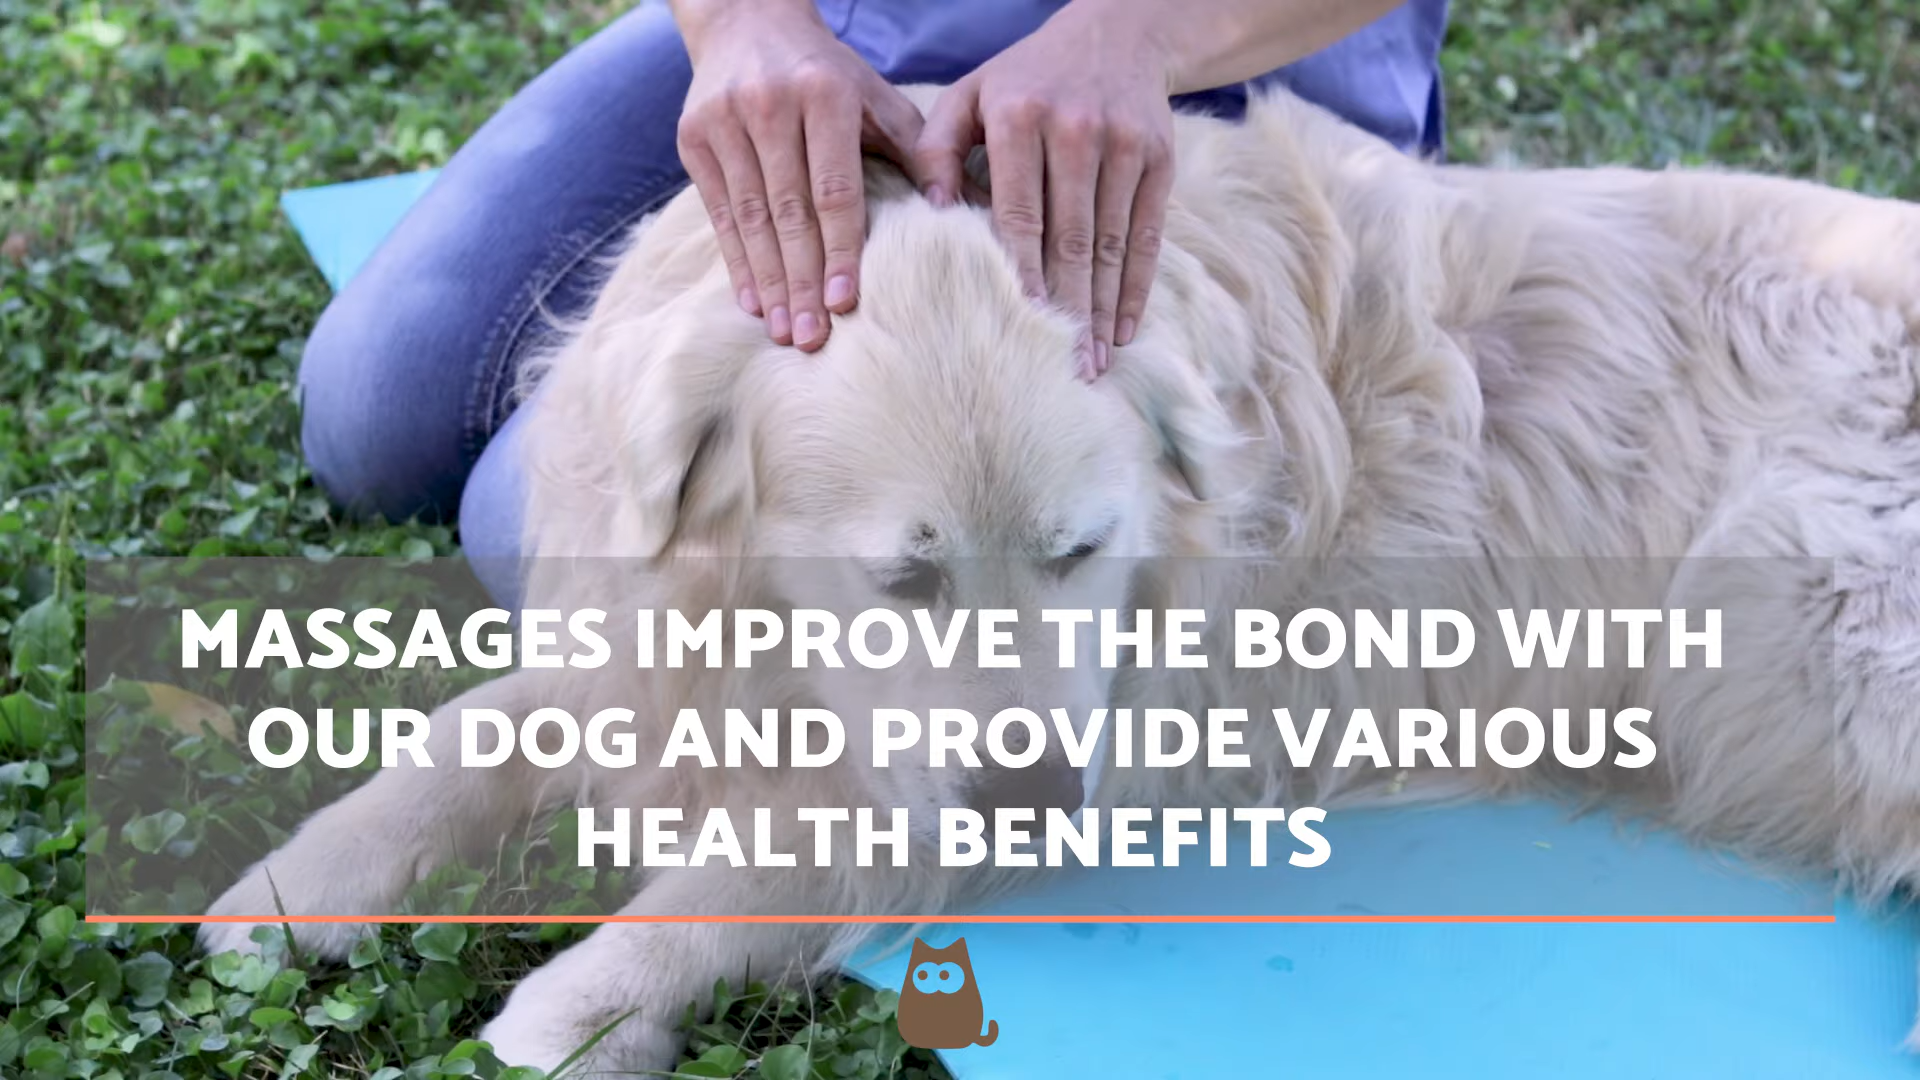 MASSAGES IMPROVE THE BOND WITH
OUR DOG AND PROVIDE VARIOUS
HEALTH BENEFITS